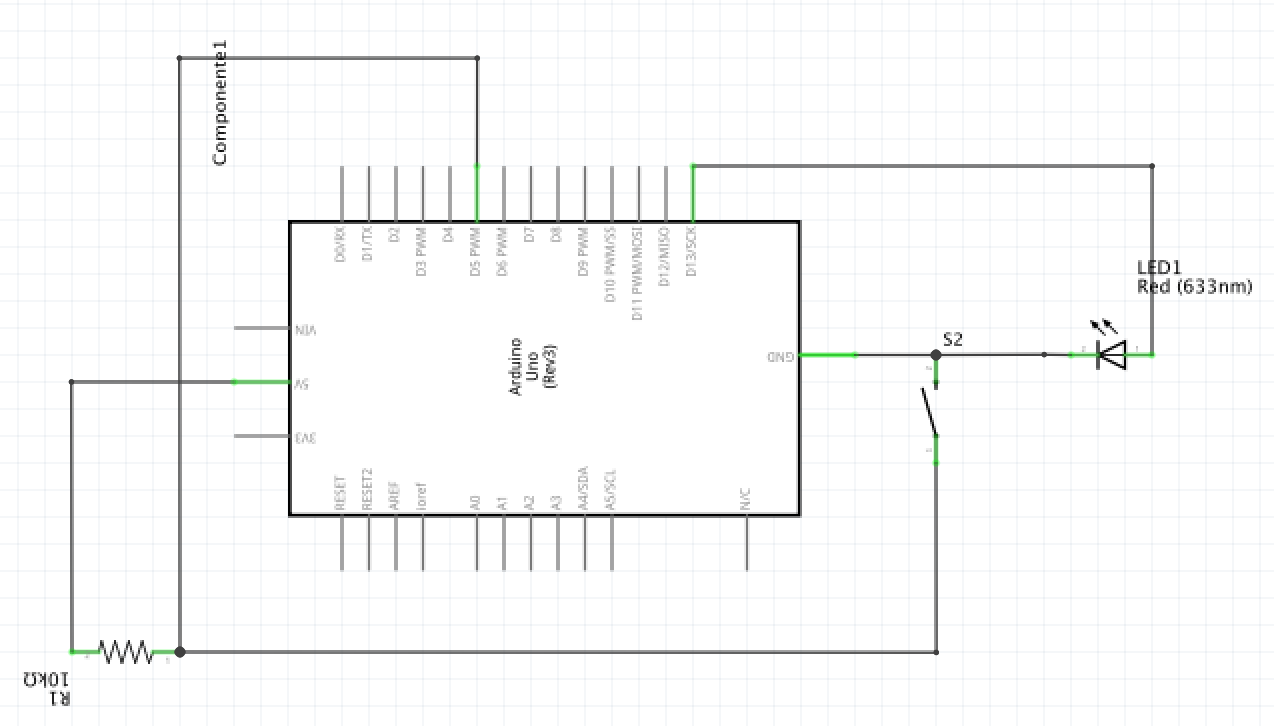 Componente1
D0/RX
D1/TX
D2
D3 PWM
D4
D5 PWM
D6 PWM
D7
D8
D9 PWM
D10 PWM/SS
D11 PWM/MOSI
D12/MISO
D13/SCK
LED1
Red (633nm)
VIN
5V
3V3
Arduino
Uno
(Rev3)
GND
S2
RESET
RESET2
AREF
ioref
A0
A1
A2
A3
A4/SDA
A5/SCL
N/C
R1
10kΩ